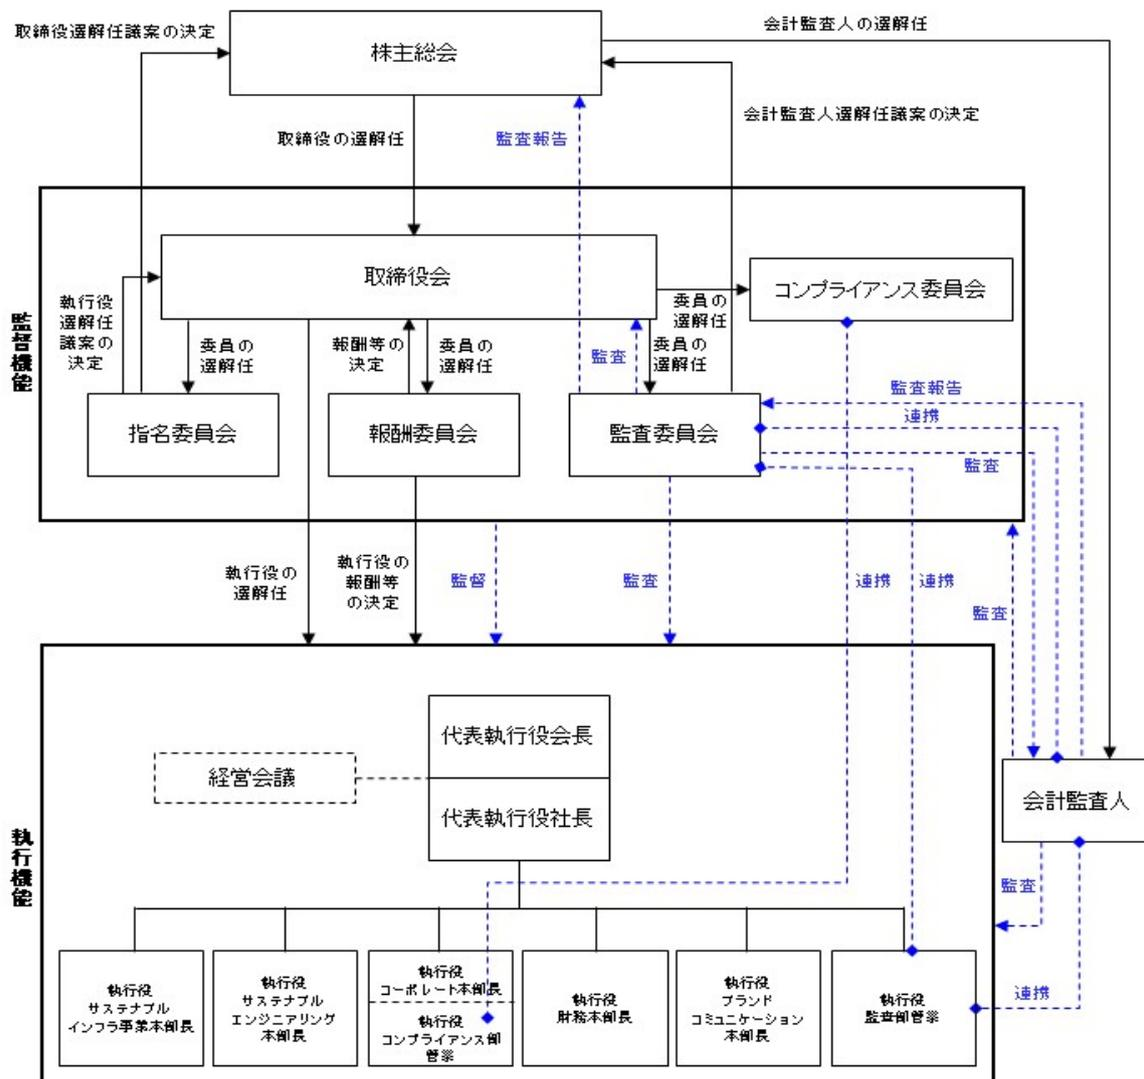 取締役選解任議案の決定
株主総会
会計監査人の選解任
取締役の選解任
監査報告
会計監査人選解任議案の決定
監督機能
取締役会
コンプライアンス委員会
執行役
選解任
議案の
決定
委員の
選解任
報酬等の
決定
委員の
選解任
監査
委員の
選解任
委員の
選解任
指名委員会
報酬委員会
監査委員会
監査報告
連携
監査
執行役の
選解任
執行役の
報酬等
の決定
監督
監査
連携
連携
監査
執行機能
経営会議
代表執行役会長
代表執行役社長
会計監査人
監査
連携
執行役
サステナブル
インフラ事業本部長
執行役
サステナブル
エンジニアリング
本部長
執行役
コーポレート本部長
執行役
コンプライアンス部
管掌
執行役
財務本部長
執行役
ブランド
コミュニケーション
本部長
執行役
監査部管掌